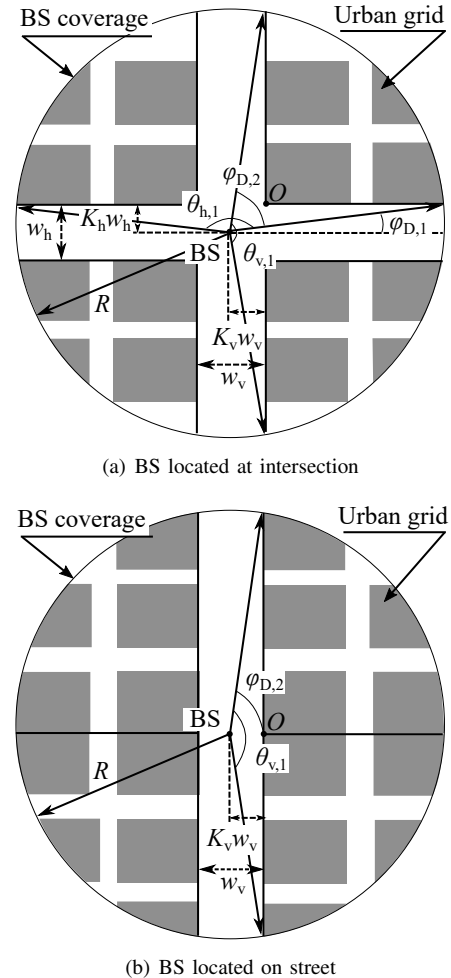 BS coverage Urban grid
φD,2 O
θh,1
wh Khwh φD,1
BS θv,1
R
Kvwv
wv
(a) BS located at intersection
BS coverage Urban grid
φD,2
BS O
θv,1
R
Kvwv
wv
(b) BS located on street